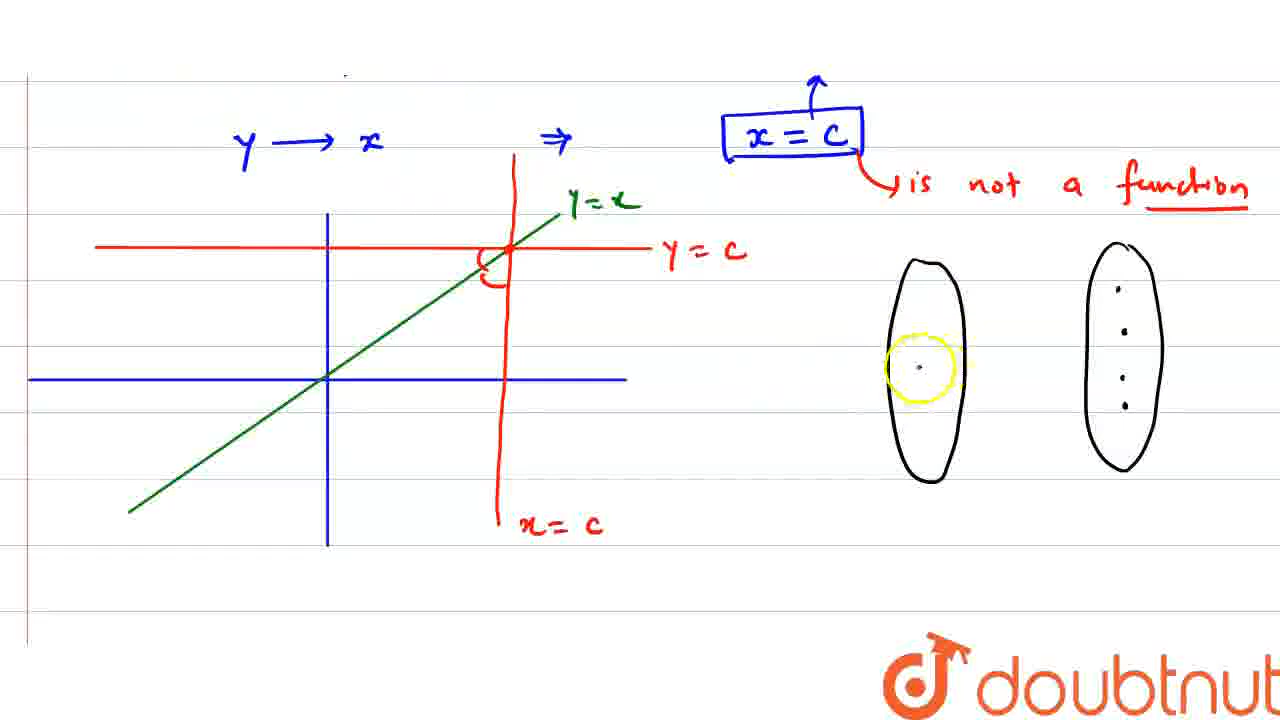 y → x ⇒ x = c
is not a function
y = x
y = c
x = c
doubtnut